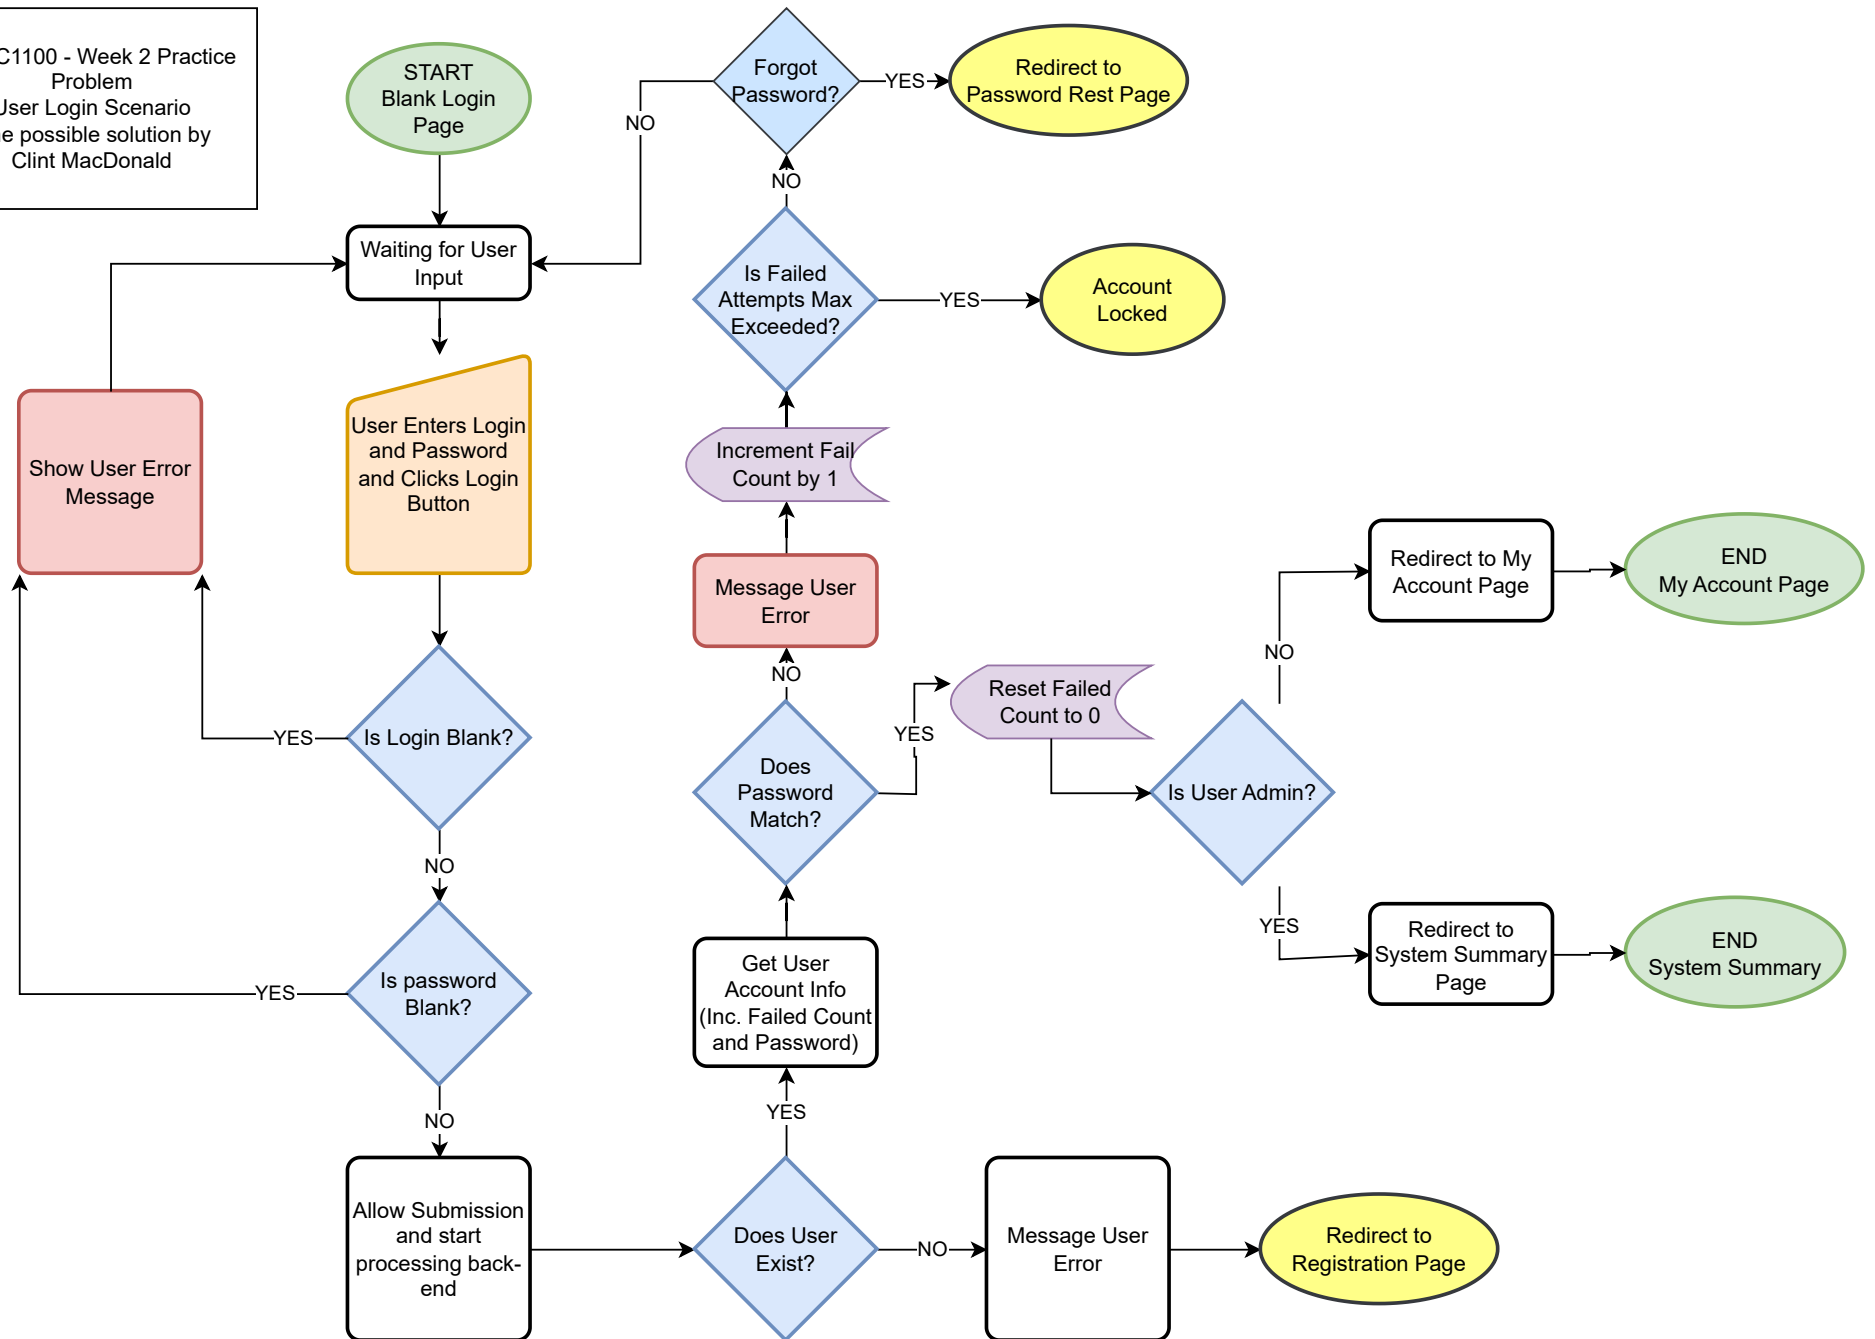 C1100 - Week 2 Practice
Problem
User Login Scenario
e possible solution by
Clint MacDonald
START
Blank Login
Page
Forgot
Password?
YES
Redirect to
Password Rest Page
NO
NO
Waiting for User
Input
Is Failed
Attempts Max
Exceeded?
YES
Account
Locked
User Enters Login
and Password
and Clicks Login
Button
Show User Error
Message
Increment Fail
Count by 1
Message User
Error
Redirect to My
Account Page
END
My Account Page
NO
NO
Reset Failed
Count to 0
YES
YES
Is Login Blank?
Does
Password
Match?
Is User Admin?
NO
YES
Redirect to
System Summary
Page
END
System Summary
Get User
Account Info
(Inc. Failed Count
and Password)
YES
Is password
Blank?
NO
YES
Allow Submission
and start
processing back-
end
Does User
Exist?
NO
Message User
Error
Redirect to
Registration Page